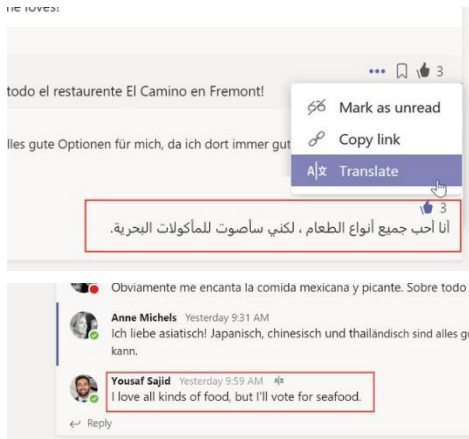 loves!
3
todo el restaurente El Camino en Fremont!
Mark as unread
lles gute Optionen für mich, da ich dort immer gut
Copy link
Translate
3
أنا أحب جميع أنواع الطعام ، لكني سأصوت للمأكولات البحرية.
Obviamente me encanta la comida mexicana y picante. Sobre todo
Anne Michels Yesterday 9:31 AM
Ich liebe asiatisch! Japanisch, chinesisch und thailändisch sind alles
kann.
Yousaf Sajid Yesterday 9:59 AM
I love all kinds of food, but I'll vote for seafood.
Reply